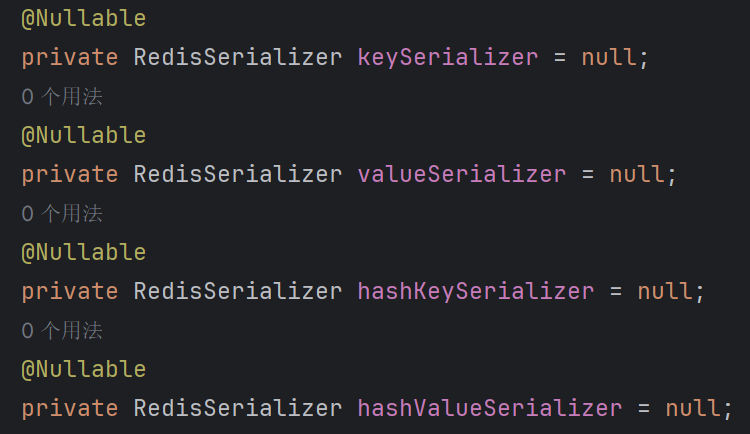 @Nullable
private RedisSerializer keySerializer = null;
0 个用法
@Nullable
private RedisSerializer valueSerializer = null;
0 个用法
@Nullable
private RedisSerializer hashKeySerializer = null;
0 个用法
@Nullable
private RedisSerializer hashValueSerializer = null;